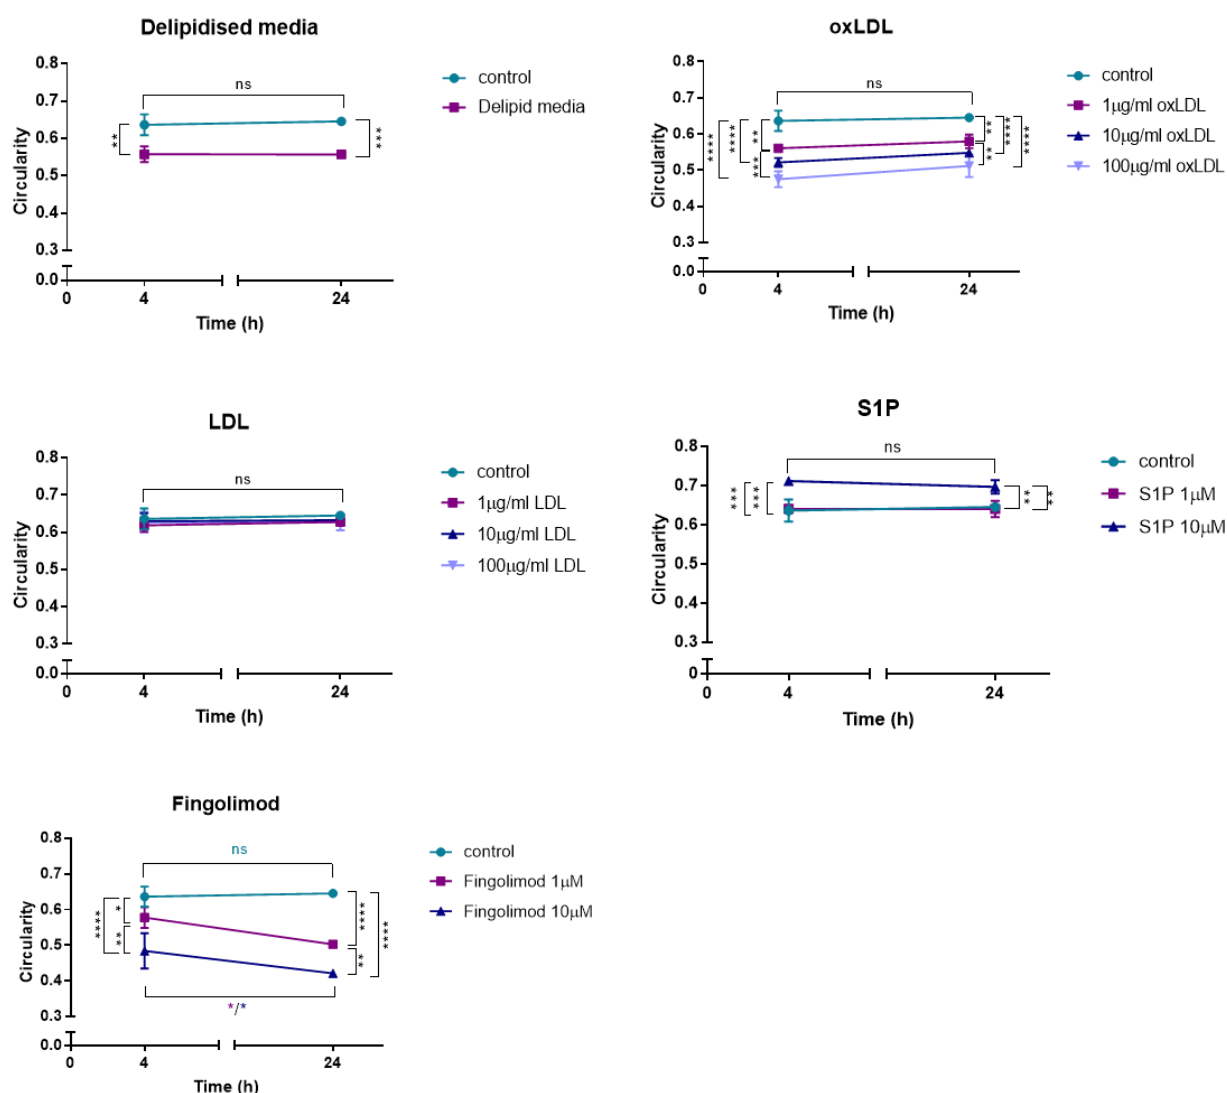 Delipidised media
0.8
0.7
0.6
0.5
0.4
0.3
0.0
Circularity
0
4
24
Time (h)
ns
**
***
control
Delipid media
oxLDL
0.8
0.7
0.6
0.5
0.4
0.3
0.0
Circularity
0
4
24
Time (h)
ns
****
****
**
***
**
**
****
****
control
1μg/ml oxLDL
10μg/ml oxLDL
100μg/ml oxLDL
LDL
0.8
0.7
0.6
0.5
0.4
0.3
0.0
Circularity
0
4
24
Time (h)
ns
control
1μg/ml LDL
10μg/ml LDL
100μg/ml LDL
S1P
0.8
0.7
0.6
0.5
0.4
0.3
0
Circularity
0
4
24
Time (h)
ns
***
***
**
**
control
S1P 1μM
S1P 10μM
Fingolimod
0.8
0.7
0.6
0.5
0.4
0.3
0.0
Circularity
0
4
24
Time (h)
ns
****
*
**
****
**
****
*/*
control
Fingolimod 1μM
Fingolimod 10μM